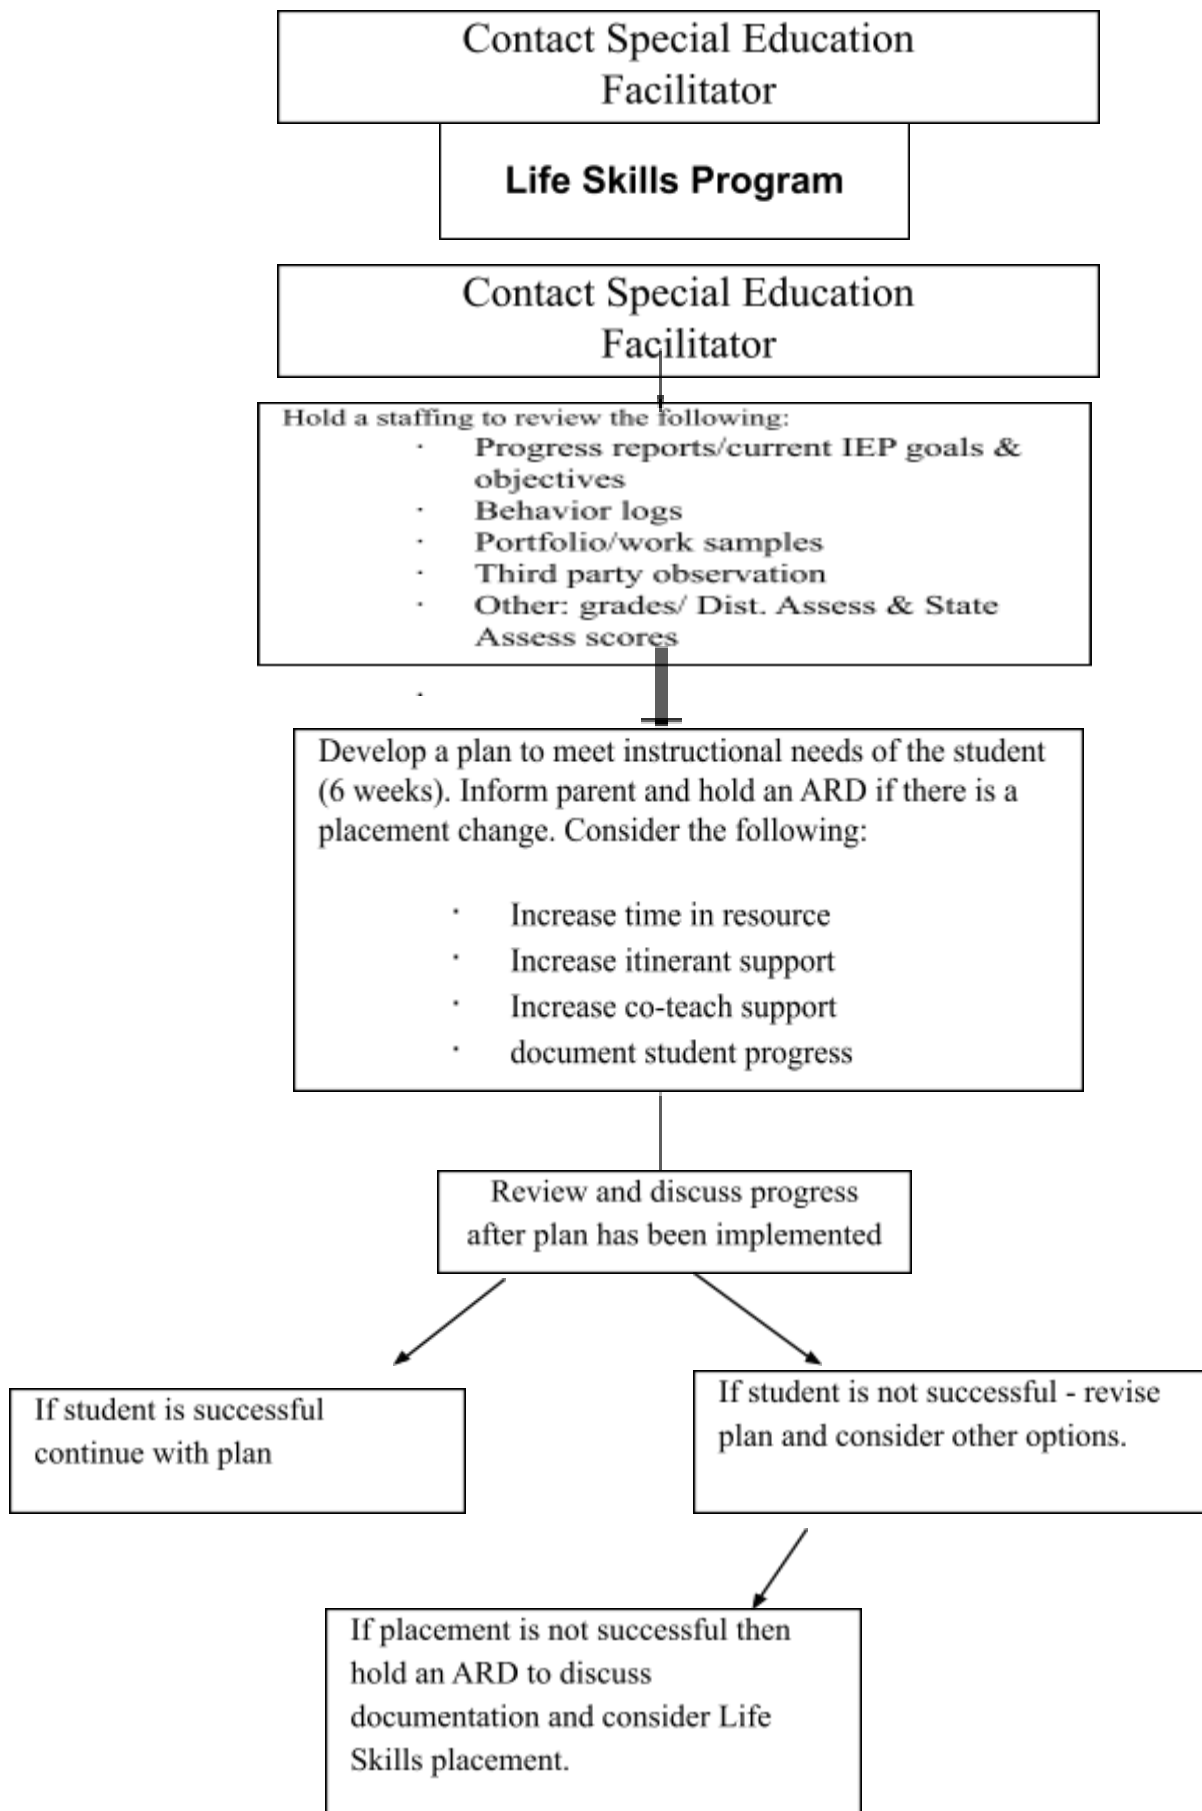 Contact Special Education
Facilitator
Life Skills Program
Contact Special Education
Facilitator
Hold a staffing to review the following:
· Progress reports/current IEP goals &
objectives
· Behavior logs
· Portfolio/work samples
· Third party observation
· Other: grades/ Dist. Assess & State
Assess scores
·
Develop a plan to meet instructional needs of the student
(6 weeks). Inform parent and hold an ARD if there is a
placement change. Consider the following:
· Increase time in resource
· Increase itinerant support
· Increase co-teach support
· document student progress
Review and discuss progress
after plan has been implemented
If student is successful
continue with plan
If student is not successful - revise
plan and consider other options.
If placement is not successful then
hold an ARD to discuss
documentation and consider Life
Skills placement.